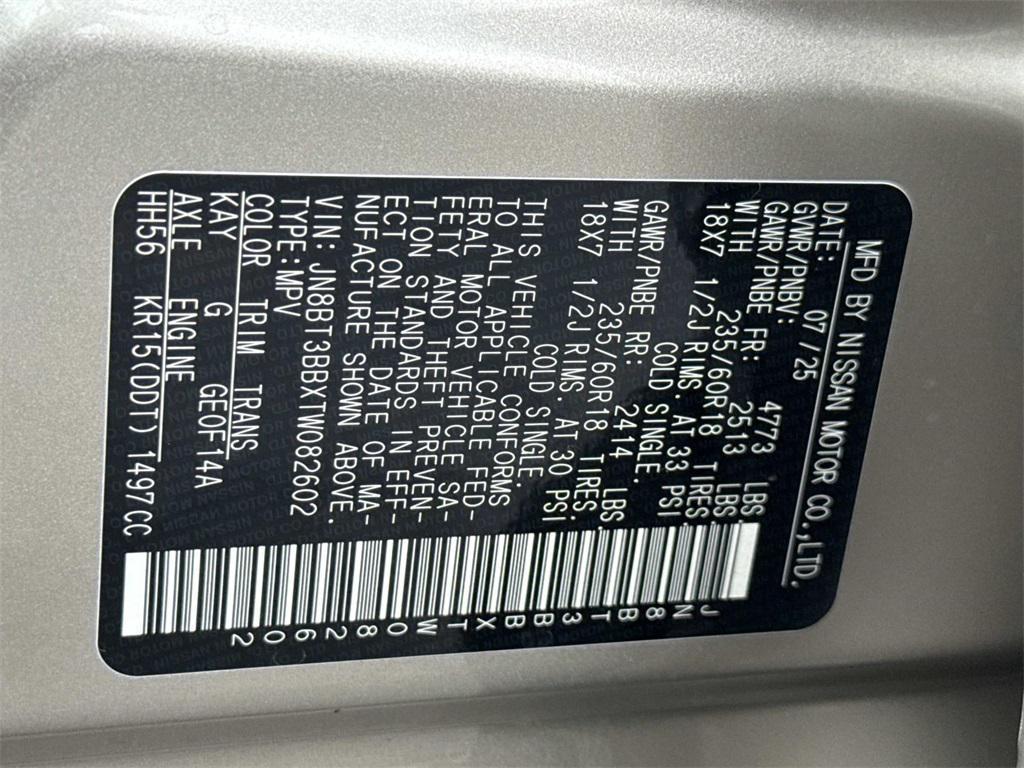 MFD BY NISSAN MOTOR CO.,LTD.
DATE: 07/25
GVWR/PNBV: 4773 LBS.
GAWR/PNBE FR: 2513 LBS.
WITH 235/60R18 TIRES.
18X7 1/2J RIMS. AT 33 PSI
COLD SINGLE.
GAWR/PNBE RR: 2414 LBS.
WITH 235/60R18 TIRES.
18X7 1/2J RIMS. AT 30 PSI
COLD SINGLE.
THIS VEHICLE CONFORMS
TO ALL APPLICABLE FED-
ERAL MOTOR VEHICLE SA-
FETY AND THEFT PREVEN-
TION STANDARDS IN EFF-
ECT ON THE DATE OF MA-
NUFACTURE SHOWN ABOVE.
VIN: JN8BT3BBXTW082602
TYPE:MPV
COLOR TRIM TRANS
KAY G GE0F14A
AXLE ENGINE
HH56 KR15(DDT) 1497CC
JN8BT3BBXTW082602